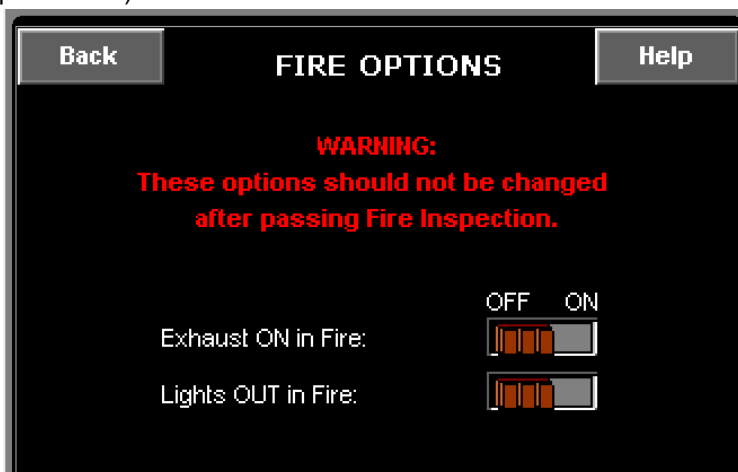 Back
FIRE OPTIONS
Help
WARNING:
These options should not be changed
after passing Fire Inspection.
OFF ON
Exhaust ON in Fire:
Lights OUT in Fire: